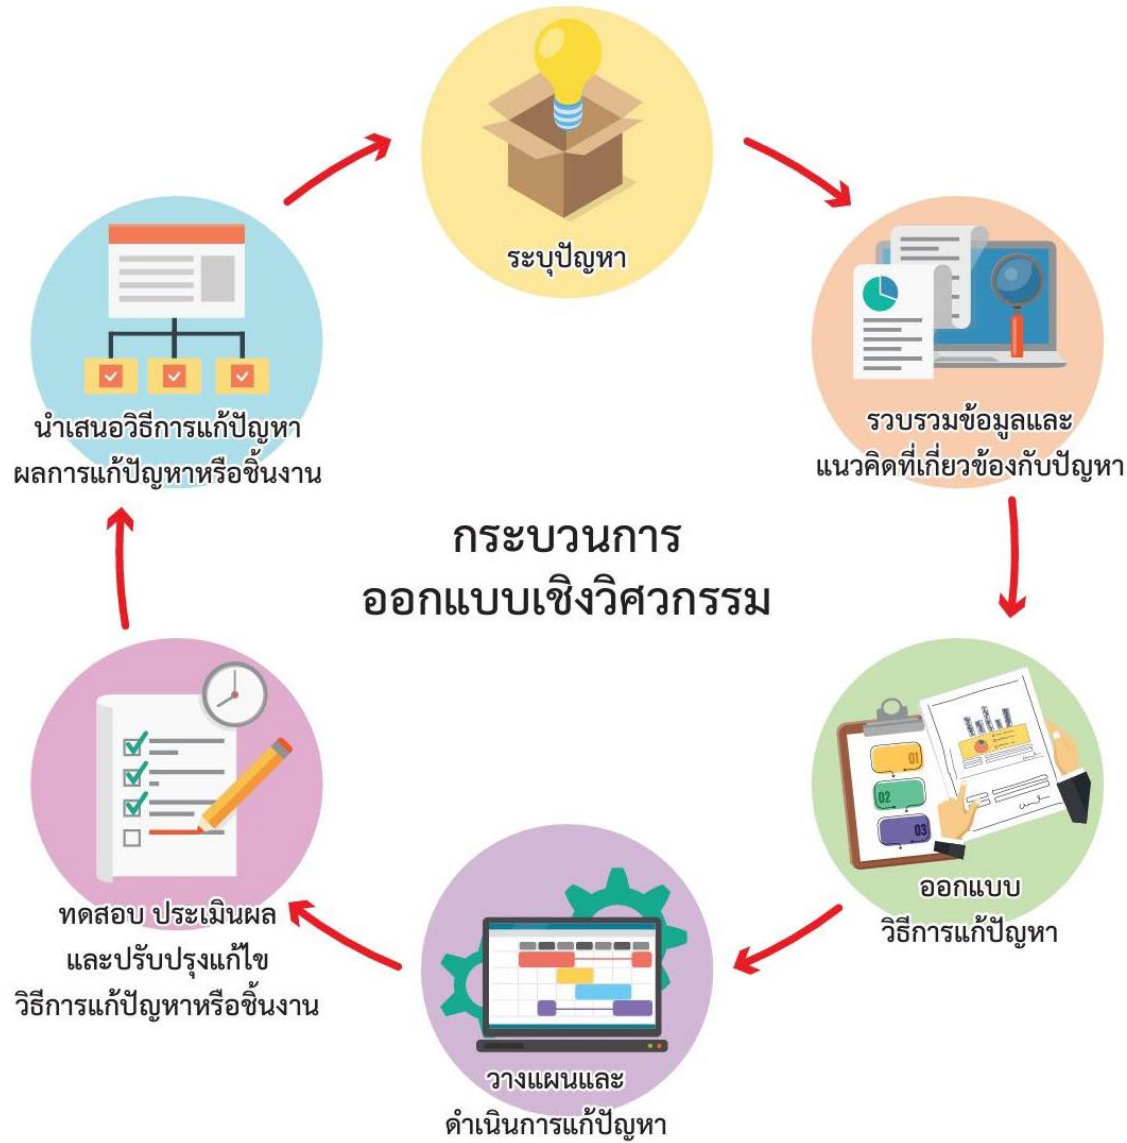 ระบุปัญหา
รวบรวมข้อมูลและ
แนวคิดที่เกี่ยวข้องกับปัญหา
ออกแบบ
วิธีการแก้ปัญหา
01
02
03
วางแผนและ
ดำเนินการแก้ปัญหา
ทดสอบ ประเมินผล
และปรับปรุงแก้ไข
วิธีการแก้ปัญหาหรือชิ้นงาน
นำเสนอวิธีการแก้ปัญหา
ผลการแก้ปัญหาหรือชิ้นงาน
กระบวนการ
ออกแบบเชิงวิศวกรรม